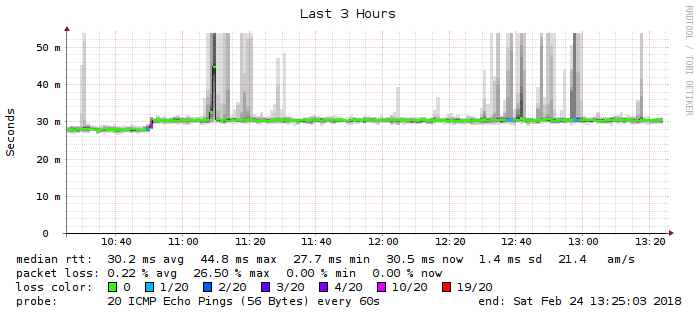 Last 3 Hours
RRDTOOL / TOBI OETIKER
Seconds
50 m
40 m
30 m
20 m
10 m
0
10:40 11:00 11:20 11:40 12:00 12:20 12:40 13:00 13:20
median rtt: 30.2 ms avg 44.8 ms max 27.7 ms min 30.5 ms now 1.4 ms sd 21.4 am/s
packet loss: 0.22 % avg 26.50 % max 0.00 % min 0.00 % now
loss color: 0 1/20 2/20 3/20 4/20 10/20 19/20
probe: 20 ICMP Echo Pings (56 Bytes) every 60s end: Sat Feb 24 13:25:03 2018